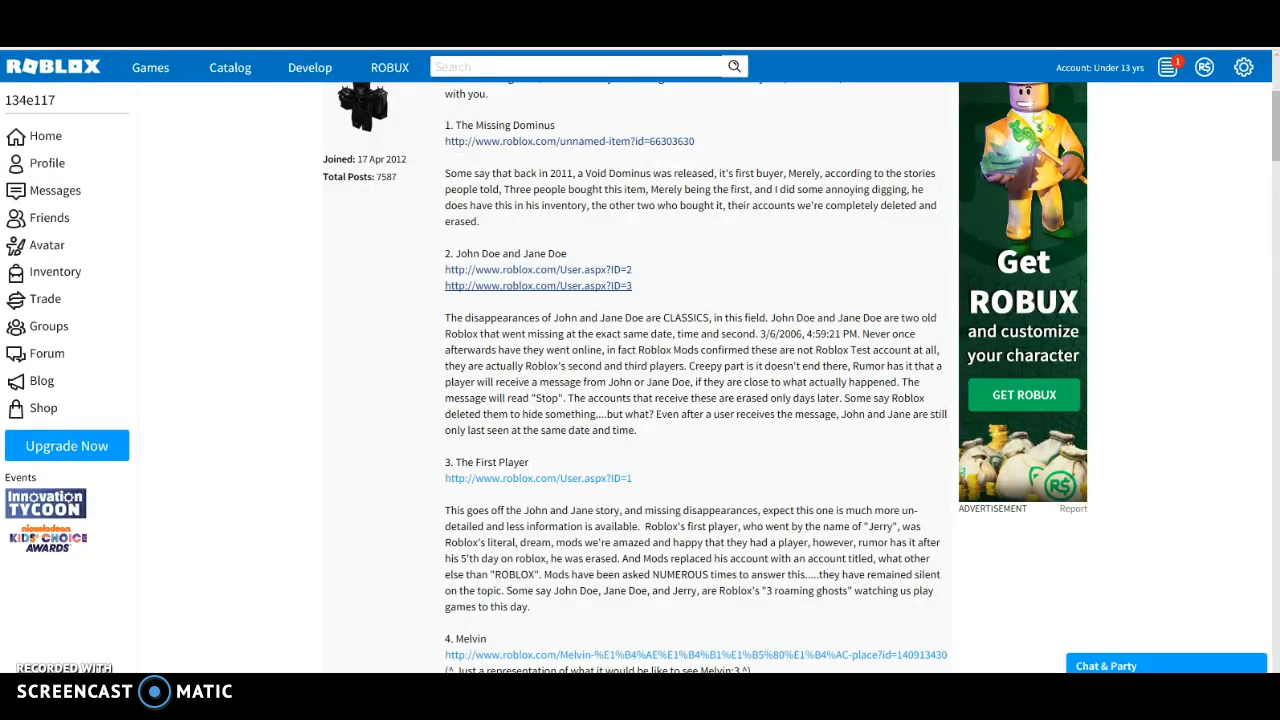 ROBLOX
Games
Catalog
Develop
ROBUX
Search
Account: Under 13 yrs
1
R$
134e117
Home
Profile
Messages
Friends
Avatar
Inventory
Trade
Groups
Forum
Blog
Shop
Upgrade Now
Events
Innovation
TYCOON
nickelodeon
KIDS' CHOICE
AWARDS
Joined: 17 Apr 2012
Total Posts: 7587
with you.
1. The Missing Dominus
http://www.roblox.com/unnamed-item?id=66303630
Some say that back in 2011, a Void Dominus was released, it's first buyer, Merely, according to the stories
people told, Three people bought this item, Merely being the first, and I did some annoying digging, he
does have this in his inventory, the other two who bought it, their accounts we're completely deleted and
erased.
2. John Doe and Jane Doe
http://www.roblox.com/User.aspx?ID=2
http://www.roblox.com/User.aspx?ID=3
The disappearances of John and Jane Doe are CLASSICS, in this field. John Doe and Jane Doe are two old
Roblox that went missing at the exact same date, time and second. 3/6/2006, 4:59:21 PM. Never once
afterwards have they went online, in fact Roblox Mods confirmed these are not Roblox Test account at all,
they are actually Roblox's second and third players. Creepy part is it doesn't end there, Rumor has it that a
player will receive a message from John or Jane Doe, if they are close to what actually happened. The
message will read "Stop". The accounts that receive these are erased only days later. Some say Roblox
deleted them to hide something....but what? Even after a user receives the message, John and Jane are still
only last seen at the same date and time.
3. The First Player
http://www.roblox.com/User.aspx?ID=1
This goes off the John and Jane story, and missing disappearances, expect this one is much more un-
detailed and less information is available.  Roblox's first player, who went by the name of "Jerry", was
Roblox's literal, dream, mods we're amazed and happy that they had a player, however, rumor has it after
his 5'th day on roblox, he was erased. And Mods replaced his account with an account titled, what other
else than "ROBLOX". Mods have been asked NUMEROUS times to answer this.....they have remained silent
on the topic. Some say John Doe, Jane Doe, and Jerry, are Roblox's "3 roaming ghosts" watching us play
games to this day.
4. Melvin
http://www.roblox.com/Melvin-%E1%B4%AE%E1%B4%B1%E1%B5%80%E1%B4%AC-place?id=140913430
(^ Just a representation of what it would be like to see Melvin:3 ^)
Get
ROBUX
and customize
your character
GET ROBUX
R$
ADVERTISEMENT
Report
Chat & Party
RECORDED WITH
SCREENCAST MATIC